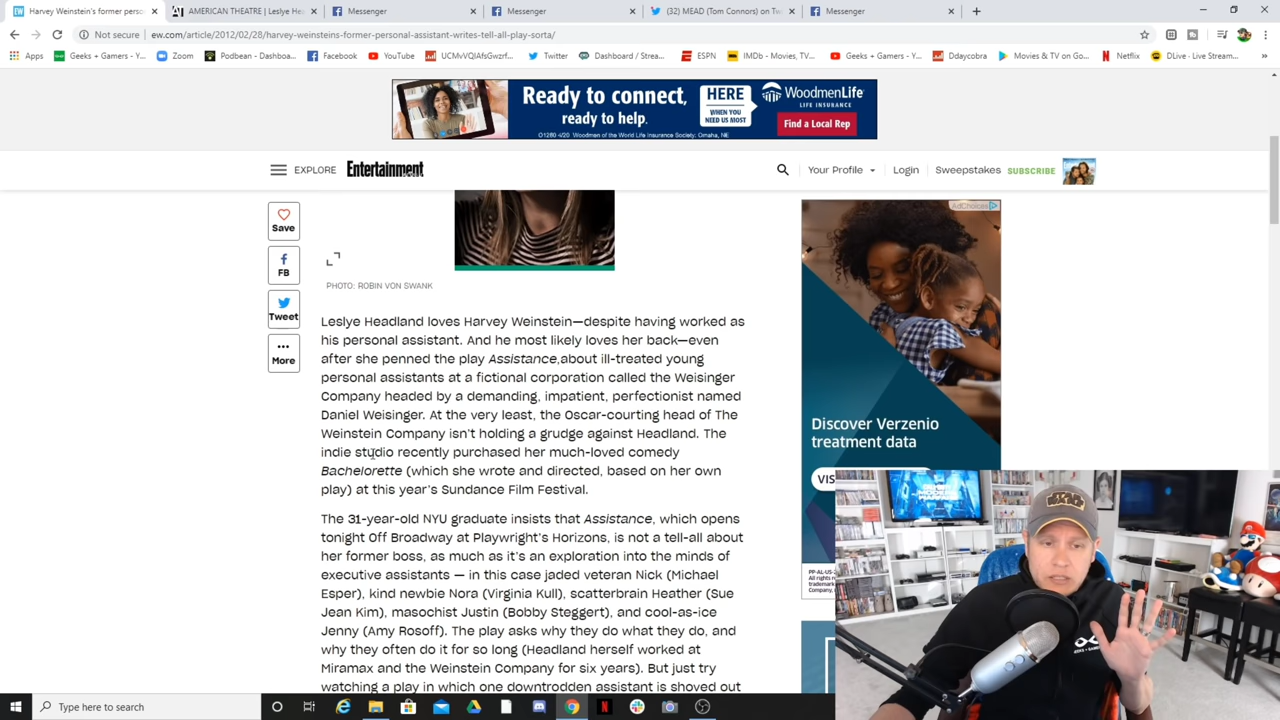 Harvey Weinstein's former perso
AMERICAN THEATRE | Leslye Hea
Messenger
Messenger
(32) MEAD (Tom Connors) on Tw
Messenger
Not secure
ew.com/article/2012/02/28/harvey-weinsteins-former-personal-assistant-writes-tell-all-play-sorta/
Apps
Geeks + Gamers - Y...
Zoom
Podbean - Dashboa...
Facebook
YouTube
UCMvVQIAfsGwzrf...
Twitter
Dashboard / Strea...
ESPN
IMDb - Movies, TV...
Geeks + Gamers - Y...
Ddaycobra
Movies & TV on Go...
Netflix
DLive · Live Stream...
Ready to connect,
ready to help.
HERE
WHEN YOU
NEED US MOST
WoodmenLife
LIFE INSURANCE
Find a Local Rep
Woodmen of the World Life Insurance Society, Omaha, NE
EXPLORE
Entertainment
Your Profile
Login
Sweepstakes
SUBSCRIBE
Save
FB
Tweet
More
PHOTO: ROBIN VON SWANK
AdChoices
Leslye Headland loves Harvey Weinstein—despite having worked as
his personal assistant. And he most likely loves her back—even
after she penned the play Assistance,about ill-treated young
personal assistants at a fictional corporation called the Weisinger
Company headed by a demanding, impatient, perfectionist named
Daniel Weisinger. At the very least, the Oscar-courting head of The
Weinstein Company isn't holding a grudge against Headland. The
indie studio recently purchased her much-loved comedy
Bachelorette (which she wrote and directed, based on her own
play) at this year's Sundance Film Festival.
The 31-year-old NYU graduate insists that Assistance, which opens
tonight Off Broadway at Playwright's Horizons, is not a tell-all about
her former boss, as much as it's an exploration into the minds of
executive assistants — in this case jaded veteran Nick (Michael
Esper), kind newbie Nora (Virginia Kull), scatterbrain Heather (Sue
Jean Kim), masochist Justin (Bobby Steggert), and cool-as-ice
Jenny (Amy Rosoff). The play asks why they do what they do, and
why they often do it for so long (Headland herself worked at
Miramax and the Weinstein Company for six years). But just try
watching a play in which one downtrodden assistant is shoved out
Discover Verzenio
treatment data
VIS
Type here to search